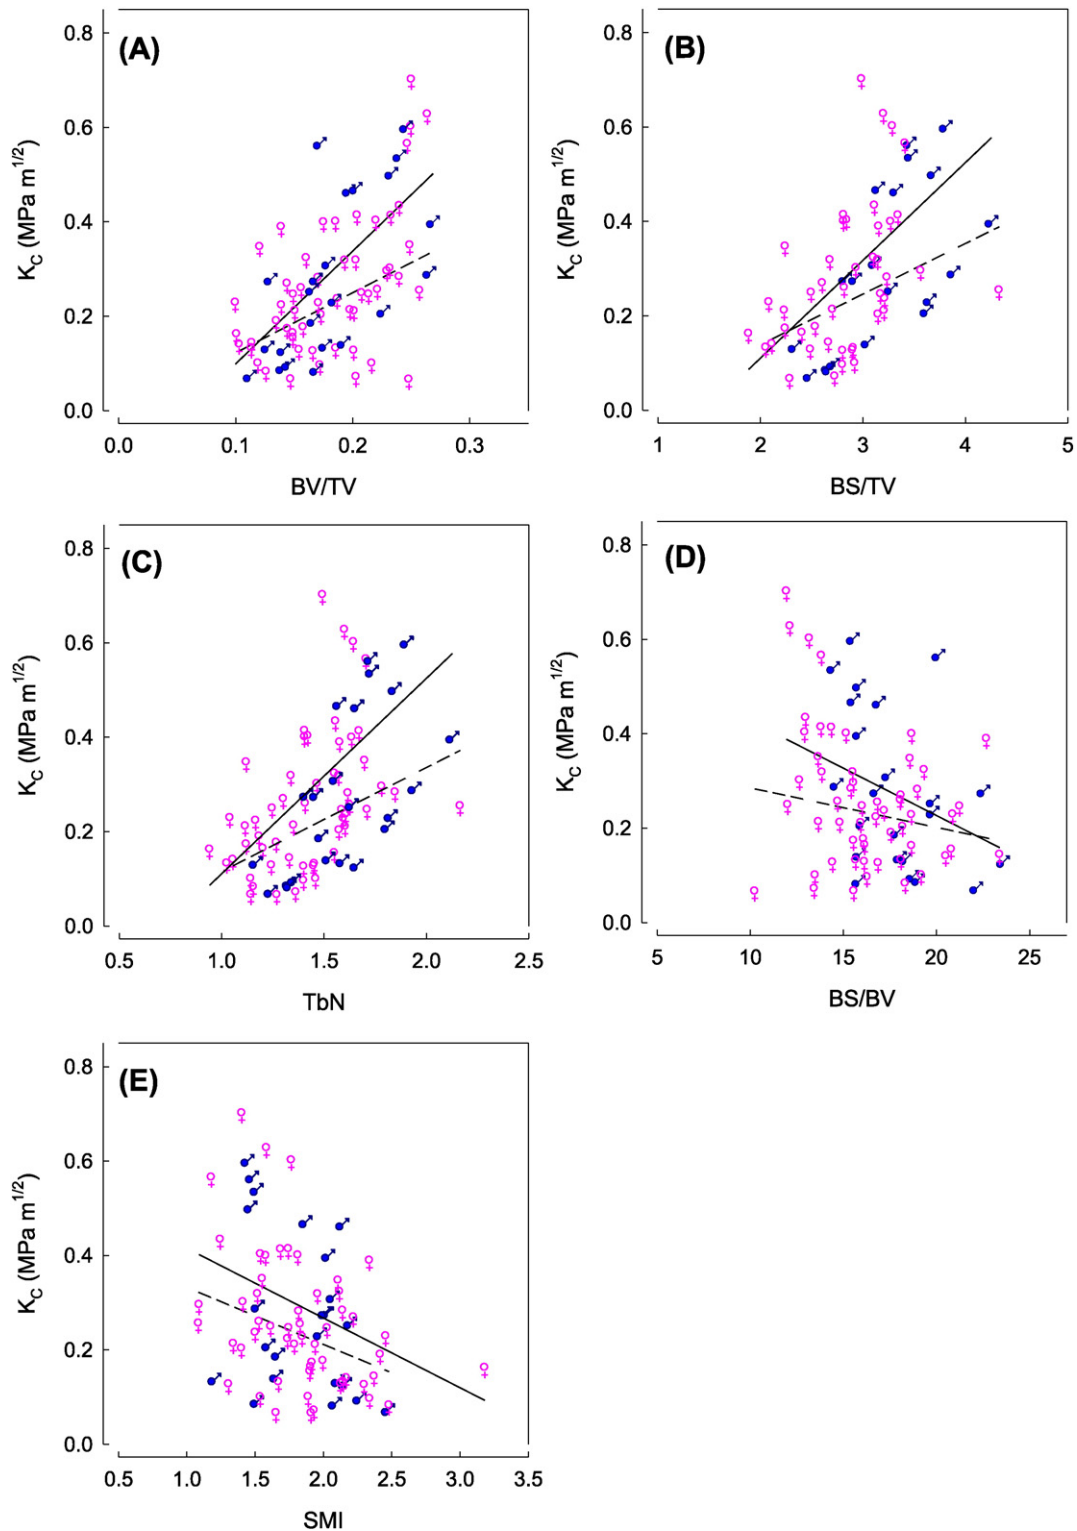 (A)
K_C (MPa m^1/2)
0.8
0.6
0.4
0.2
0.0
0.0 0.1 0.2 0.3
BV/TV
(B)
K_C (MPa m^1/2)
0.8
0.6
0.4
0.2
0.0
1 2 3 4 5
BS/TV
(C)
K_C (MPa m^1/2)
0.8
0.6
0.4
0.2
0.0
0.5 1.0 1.5 2.0 2.5
TbN
(D)
K_C (MPa m^1/2)
0.8
0.6
0.4
0.2
0.0
5 10 15 20 25
BS/BV
(E)
K_C (MPa m^1/2)
0.8
0.6
0.4
0.2
0.0
0.5 1.0 1.5 2.0 2.5 3.0 3.5
SMI